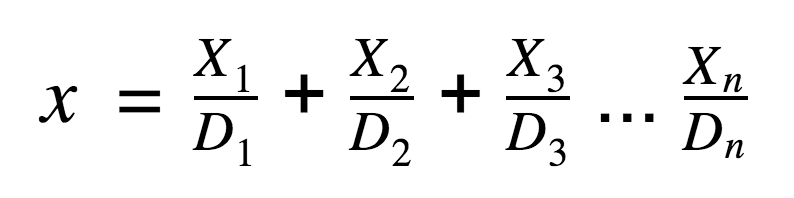 x = X₁/D₁ + X₂/D₂ + X₃/D₃ ... Xₙ/Dₙ